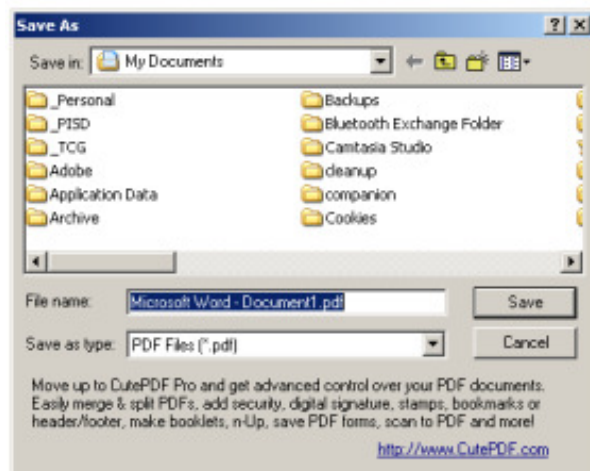 Save As
Save in: My Documents
_Personal
_PISD
_TCG
Adobe
Application Data
Archive
Backups
Bluetooth Exchange Folder
Camtasia Studio
cleanup
companion
Cookies
File name: Microsoft Word - Document1.pdf Save
Save as type: PDF Files (*.pdf) Cancel
Move up to CutePDF Pro and get advanced control over your PDF documents.
Easily merge & split PDFs, add security, digital signature, stamps, bookmarks or
header/footer, make booklets, n-Up, save PDF forms, scan to PDF and more!
http://www.CutePDF.com